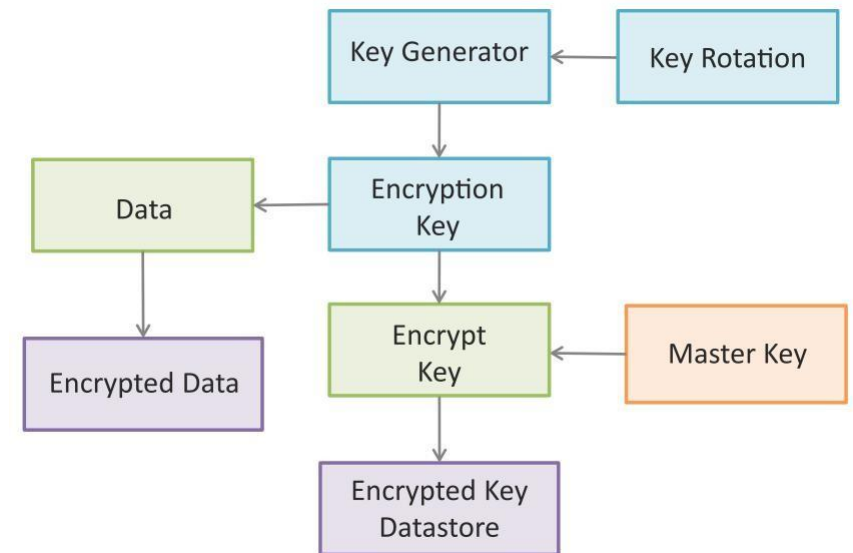 Key Generator
Key Rotation
Data
Encryption
Key
Encrypt
Key
Master Key
Encrypted Data
Encrypted Key
Datastore